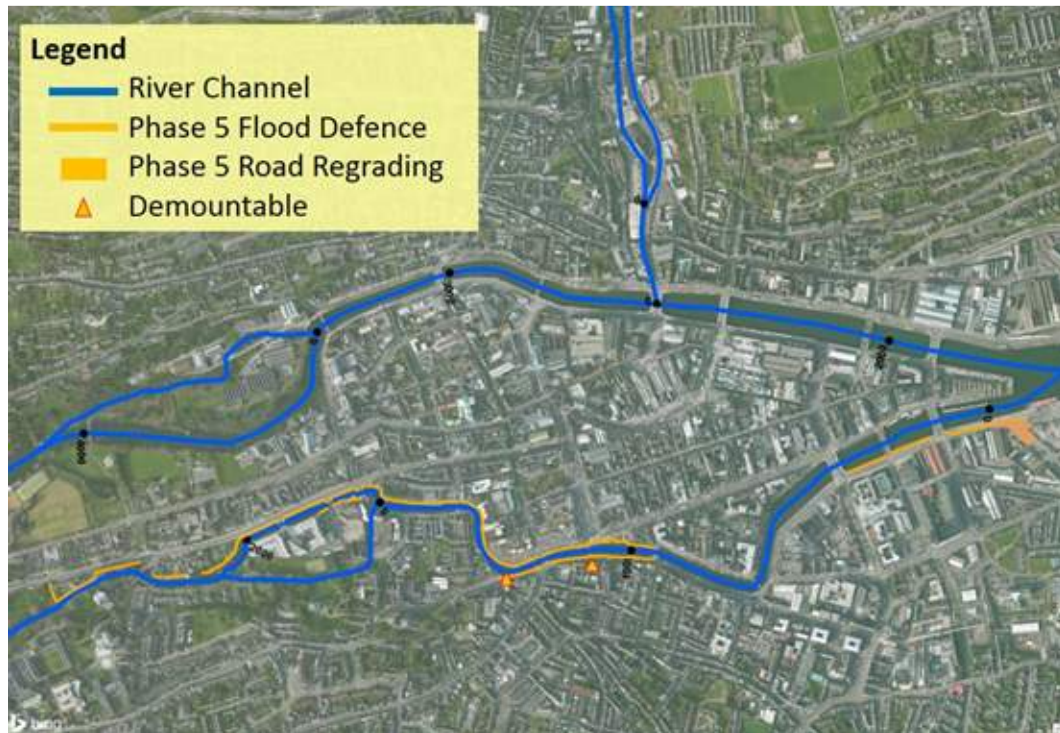 Legend
River Channel
Phase 5 Flood Defence
Phase 5 Road Regrading
Demountable
bing